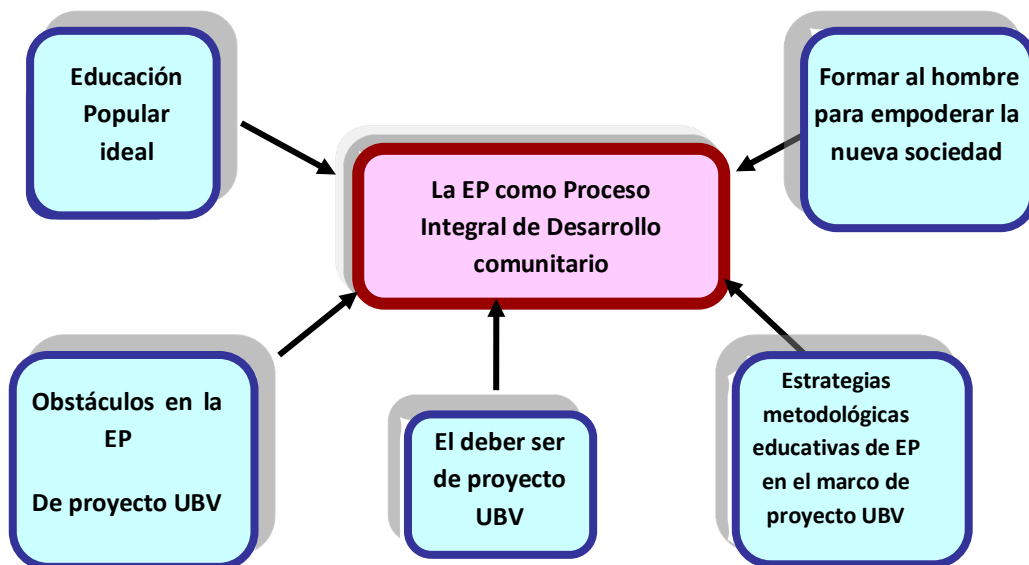 Educación
Popular
ideal
Formar al hombre
para empoderar la
nueva sociedad
La EP como Proceso
Integral de Desarrollo
comunitario
Obstáculos en la
EP
De proyecto UBV
El deber ser
de proyecto
UBV
Estrategias
metodológicas
educativas de EP
en el marco de
proyecto UBV